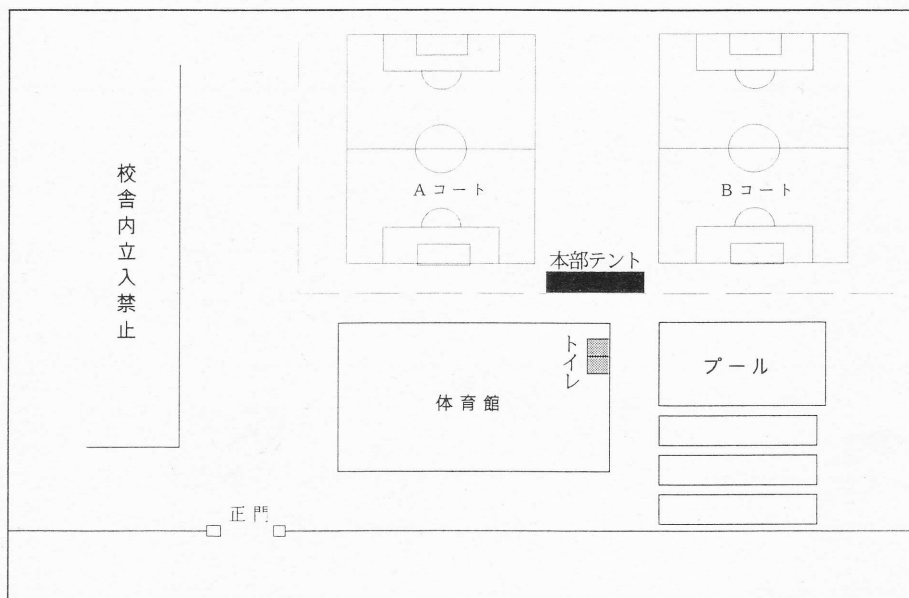 校舎内立入禁止
Aコート
Bコート
本部テント
トイレ
体育館
プール
正門